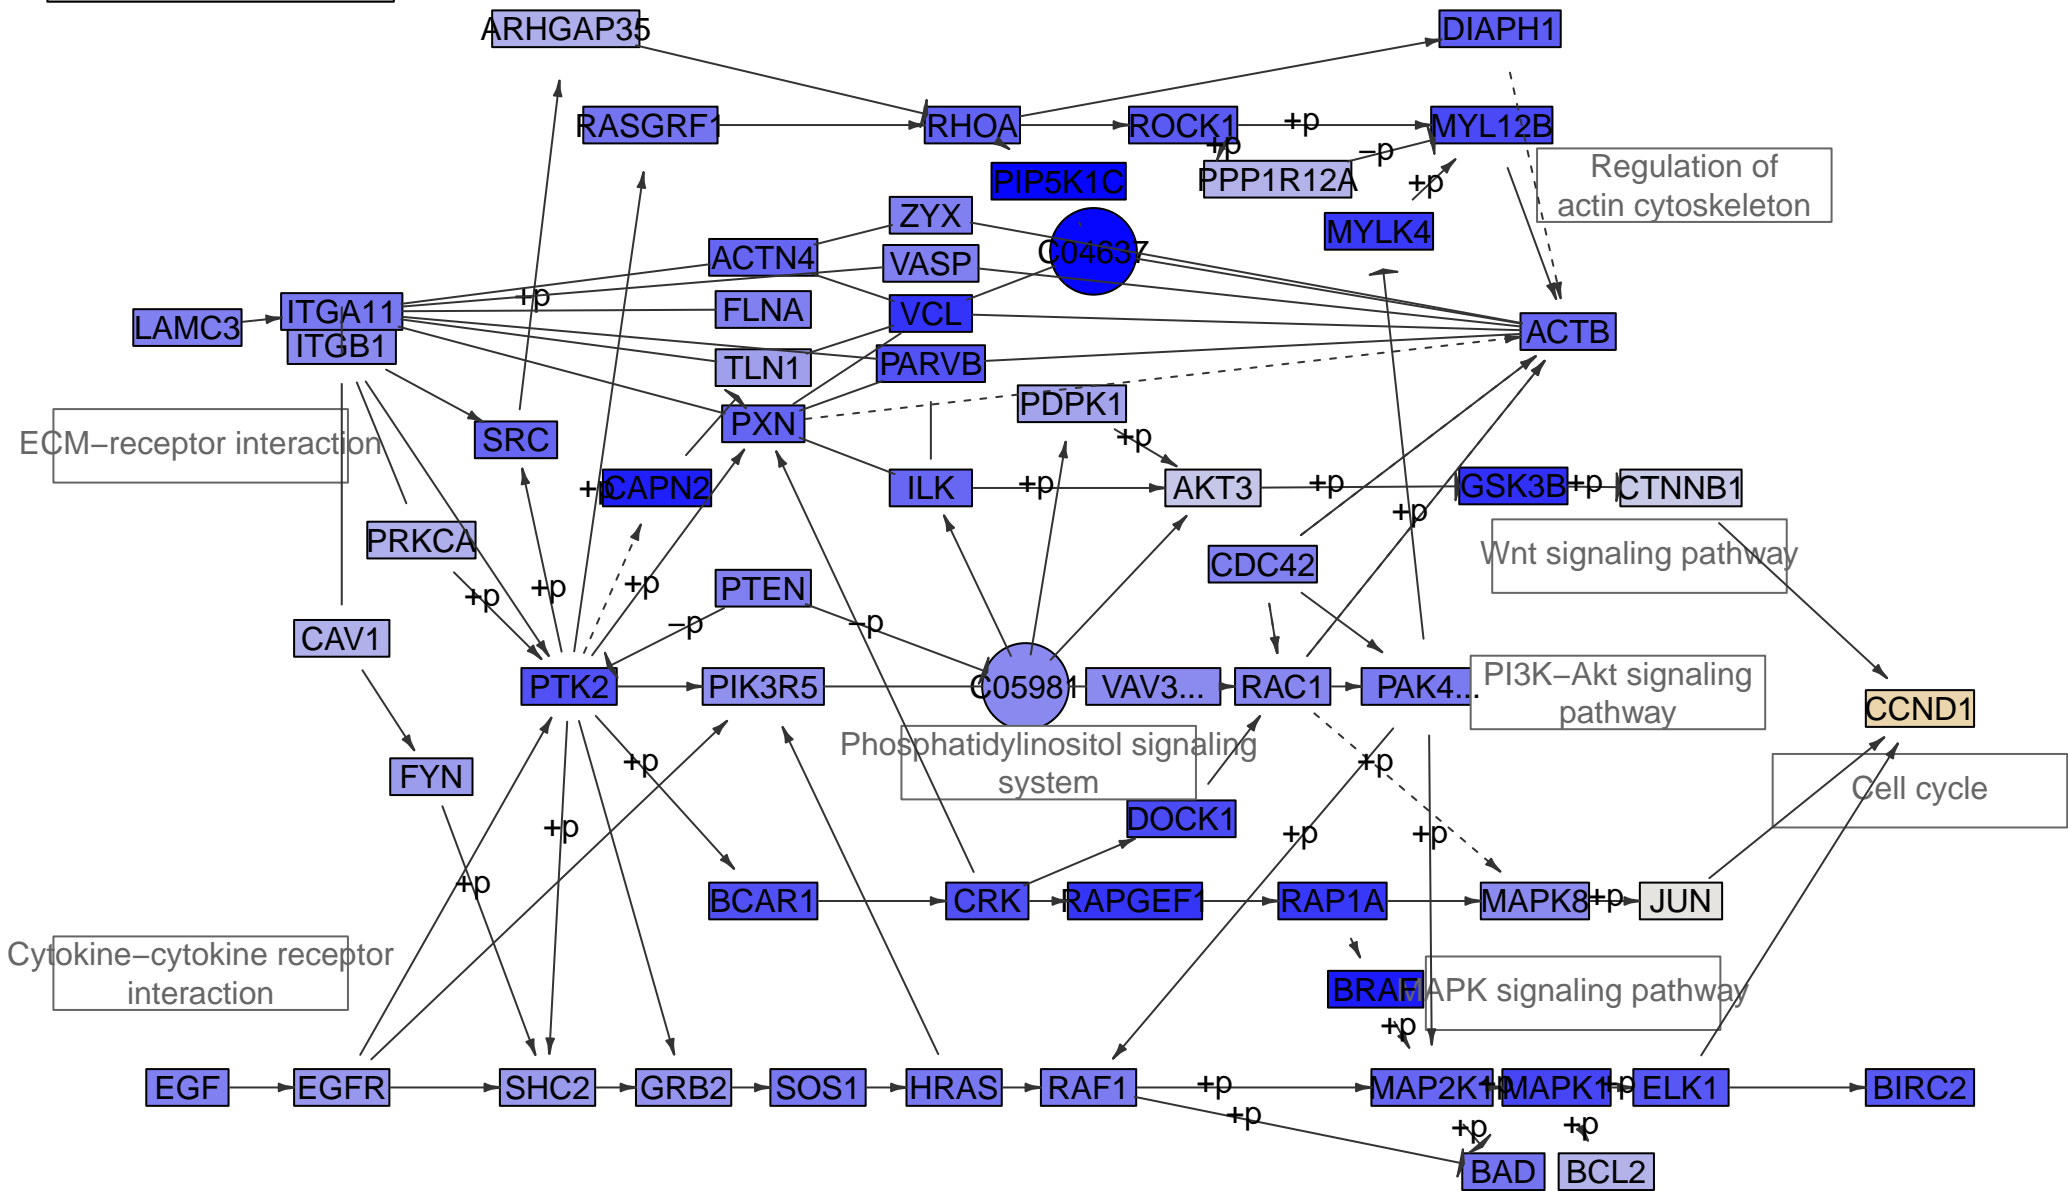 ARHGAP35
DIAPH1
RASGRF1
RHOA
ROCK1
+p
MYL12B
+p
−p
PIP5K1C
PPP1R12A
+p
Regulation of
actin cytoskeleton
ZYX
MYLK4
ACTN4
VASP
C04637
+p
ITGA11
FLNA
VCL
LAMC3
ITGB1
ACTB
TLN1
PARVB
PDPK1
PXN
+p
ECM−receptor interaction
SRC
+p
CAPN2
ILK
+p
AKT3
+p
GSK3B
+p
CTNNB1
+p
PRKCA
Wnt signaling pathway
CDC42
+p
+p
+p
PTEN
−p
−p
CAV1
PTK2
PIK3R5
C05981
VAV3...
RAC1
PAK4...
PI3K−Akt signaling
pathway
CCND1
FYN
+p
Phosphatidylinositol signaling
system
+p
Cell cycle
+p
DOCK1
+p
+p
+p
BCAR1
CRK
RAPGEF1
RAP1A
MAPK8
+p
JUN
Cytokine−cytokine receptor
interaction
BRAF
MAPK signaling pathway
+p
EGF
EGFR
SHC2
GRB2
SOS1
HRAS
RAF1
+p
MAP2K1
+p
MAPK1
+p
ELK1
BIRC2
+p
+p
+p
BAD
BCL2